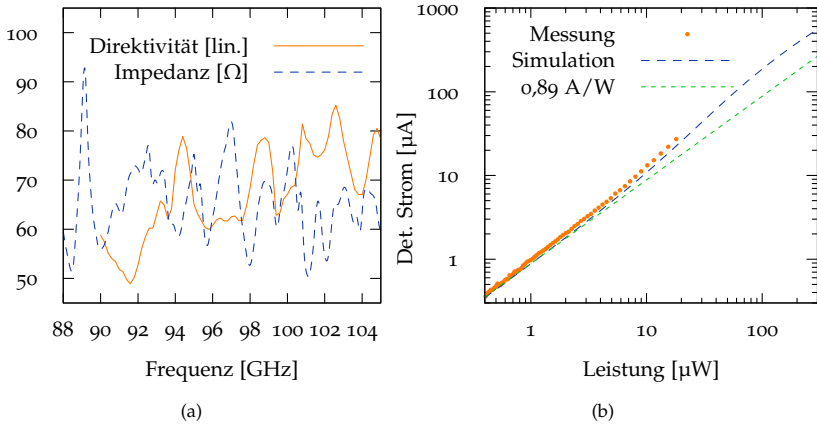 (a)
100
90
80
70
60
50
Direktivität [lin.]
Impedanz [Ω]
88 90 92 94 96 98 100 102 104
Frequenz [GHz]
(a)
(b)
1000
100
10
1
Det. Strom [µA]
Messung
Simulation
0,89 A/W
1 10 100
Leistung [µW]
(b)